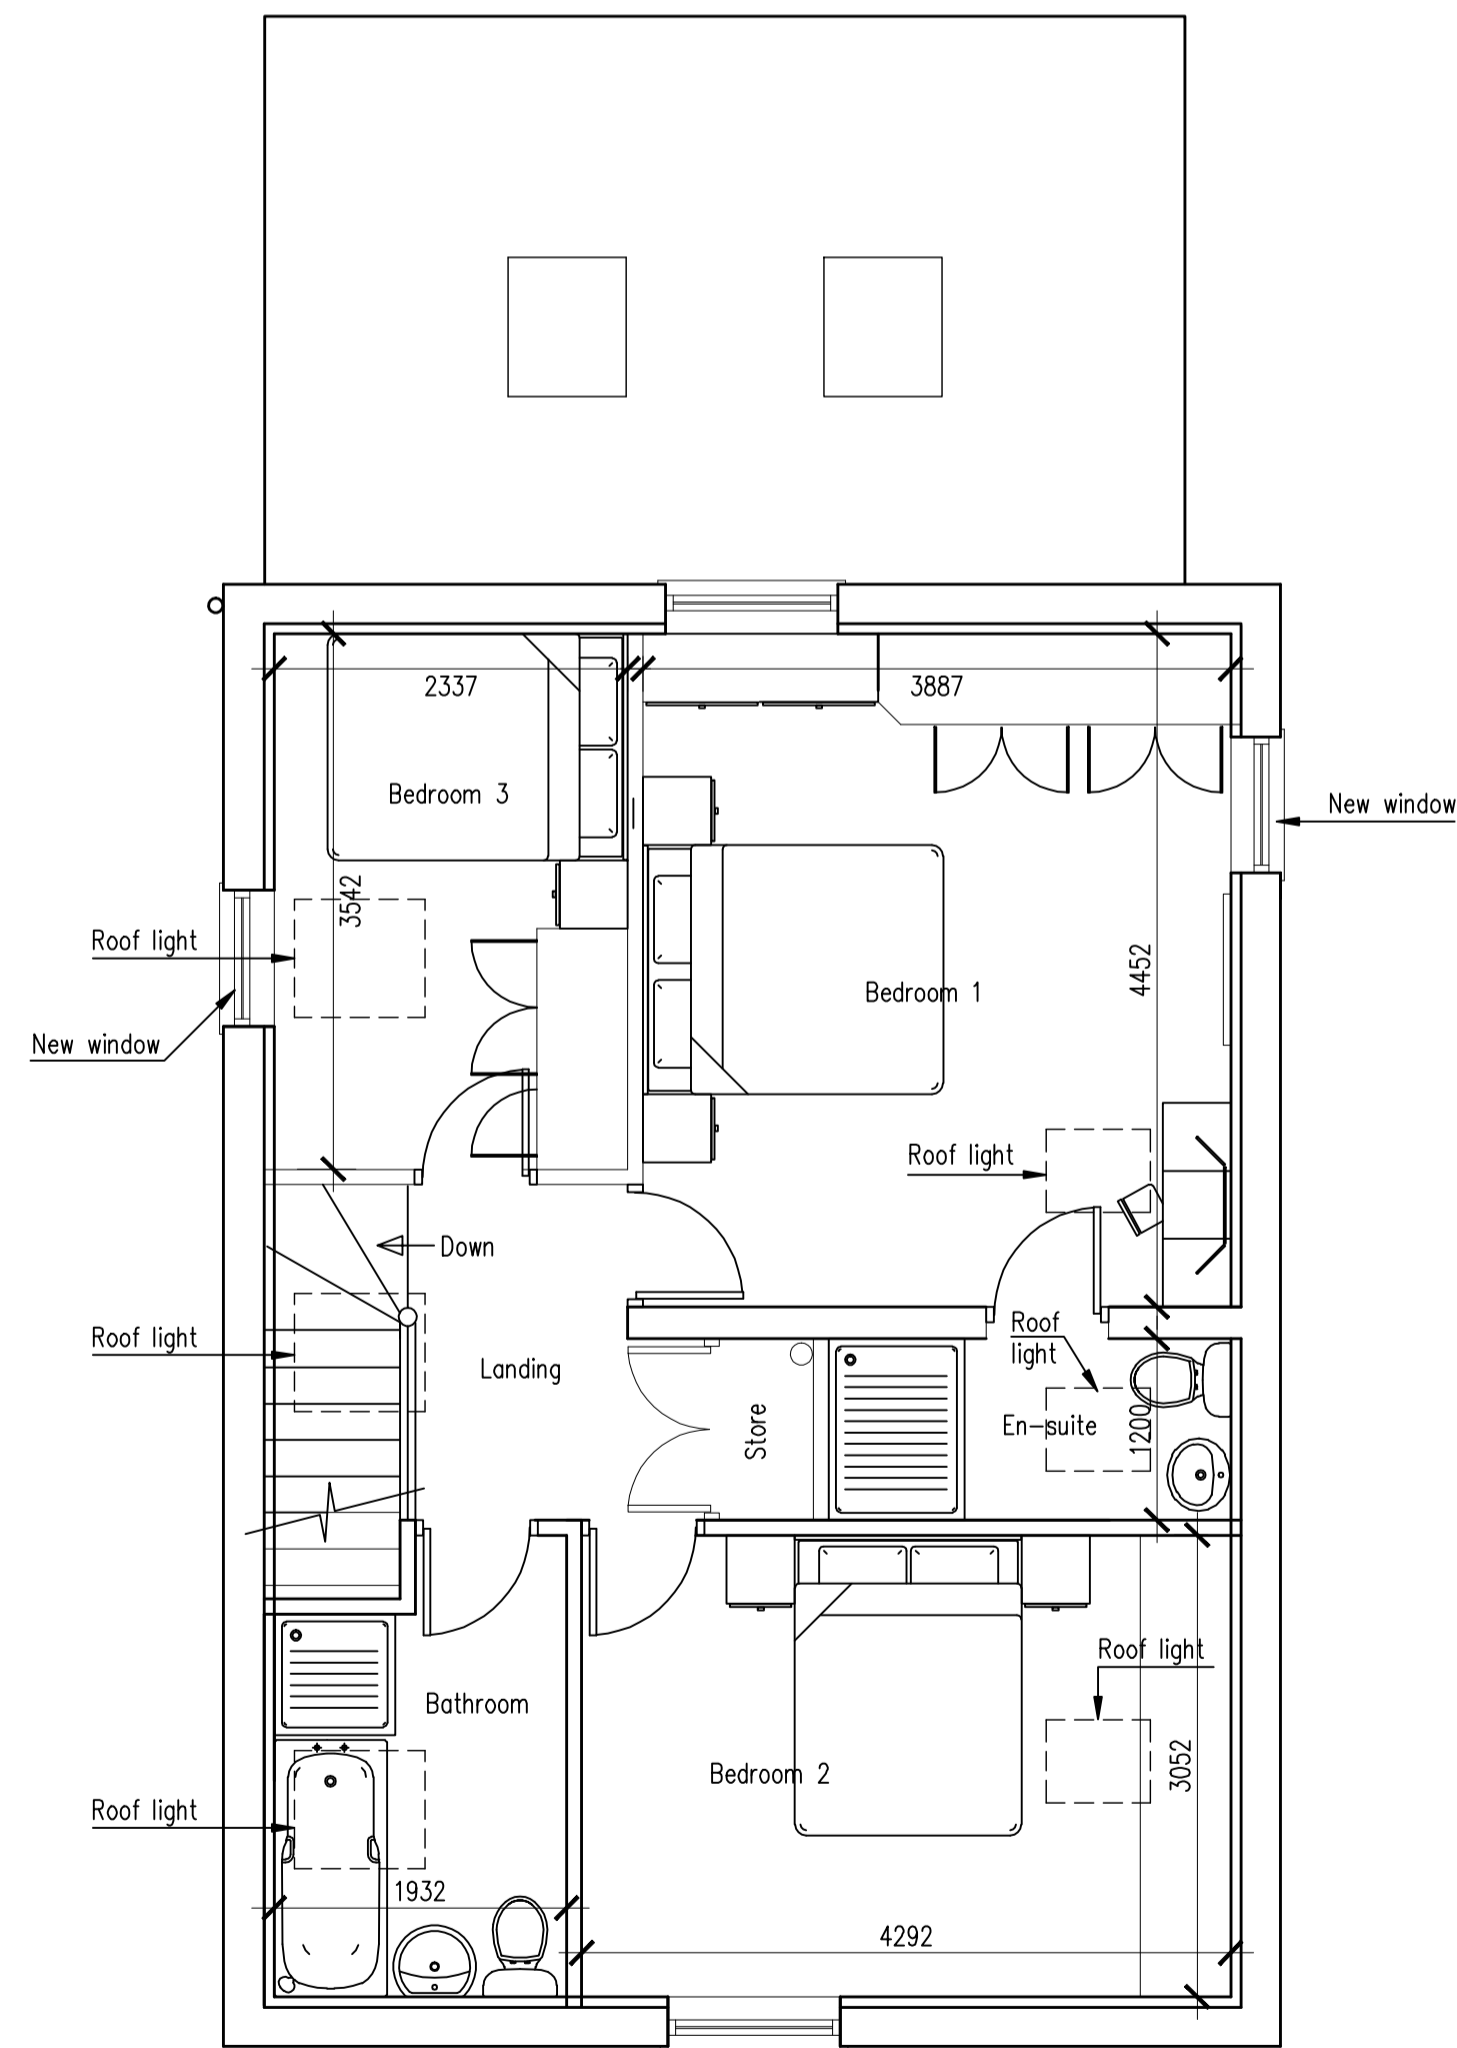 2337
3887
Bedroom 3
New window
3542
Roof light
4452
Bedroom 1
New window
Roof light
Down
Roof light
Roof
light
Landing
Store
En-suite
1200
Roof light
Bathroom
Bedroom 2
3052
Roof light
1932
4292